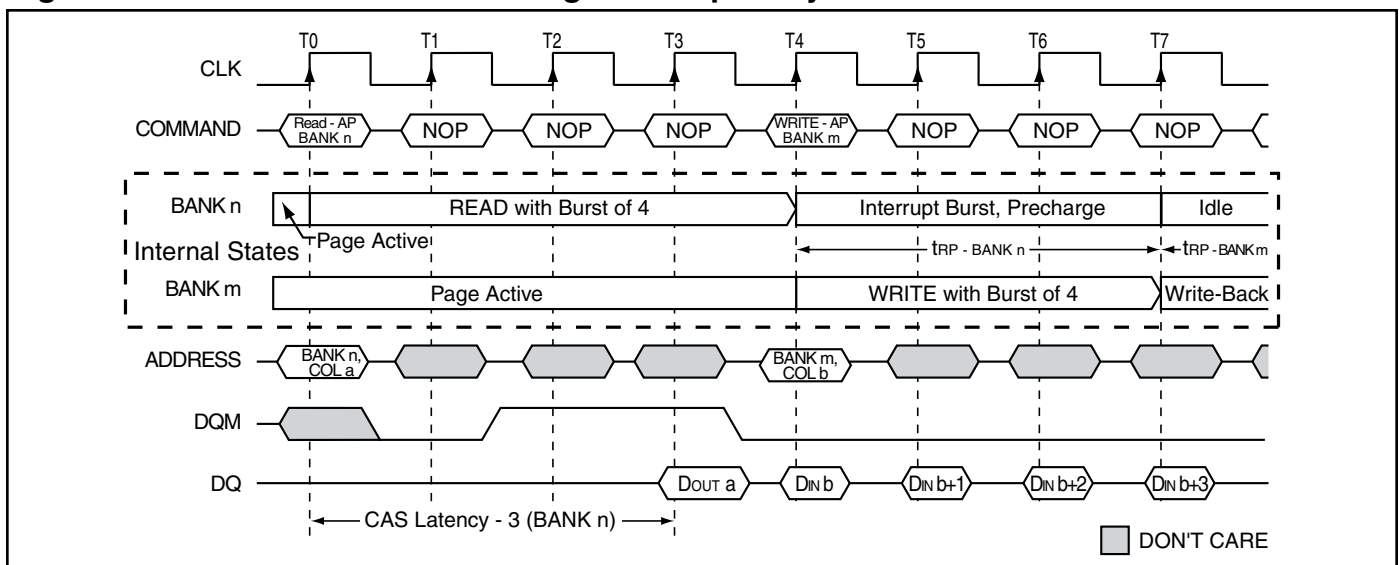 T0 T1 T2 T3 T4 T5 T6 T7
CLK
COMMAND Read - AP BANK n NOP NOP NOP WRITE - AP BANK m NOP NOP NOP
BANK n READ with Burst of 4 Interrupt Burst, Precharge Idle
Internal States Page Active tRP - BANK n tRP - BANK m
BANK m Page Active WRITE with Burst of 4 Write-Back
ADDRESS BANK n, COL a BANK m, COL b
DQM
DQ DOUT a DIN b DIN b+1 DIN b+2 DIN b+3
CAS Latency - 3 (BANK n)
DON'T CARE